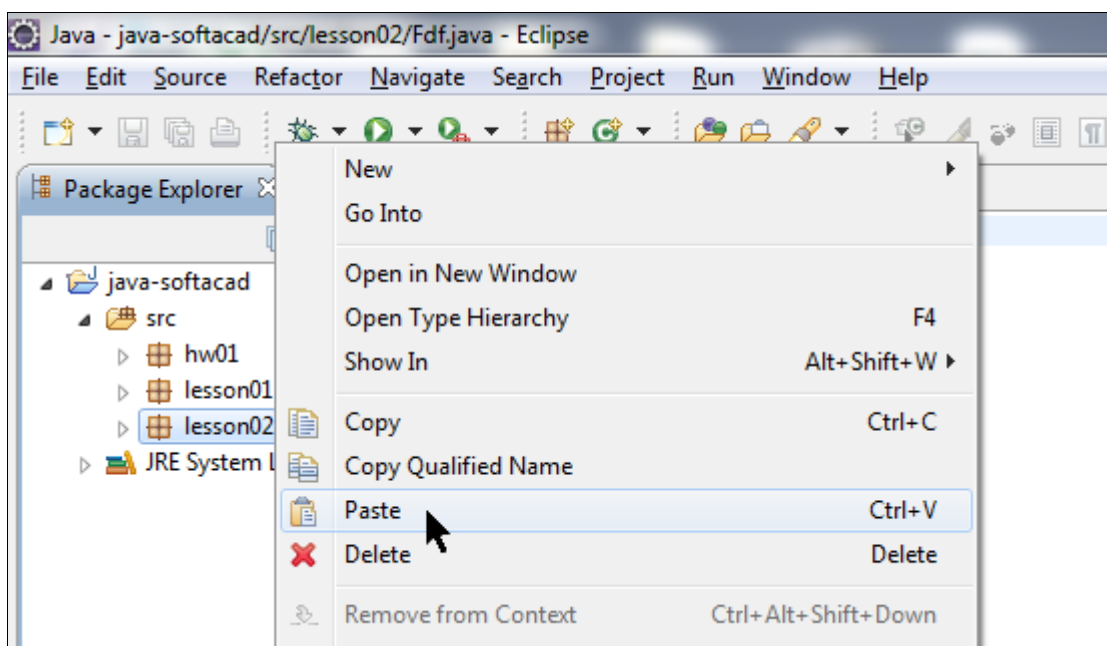 Java - java-softacad/src/lesson02/Fdf.java - Eclipse
File Edit Source Refactor Navigate Search Project Run Window Help
Package Explorer
java-softacad
src
hw01
lesson01
lesson02
JRE System L
New
Go Into
Open in New Window
Open Type Hierarchy F4
Show In Alt+Shift+W
Copy Ctrl+C
Copy Qualified Name
Paste Ctrl+V
Delete Delete
Remove from Context Ctrl+Alt+Shift+Down